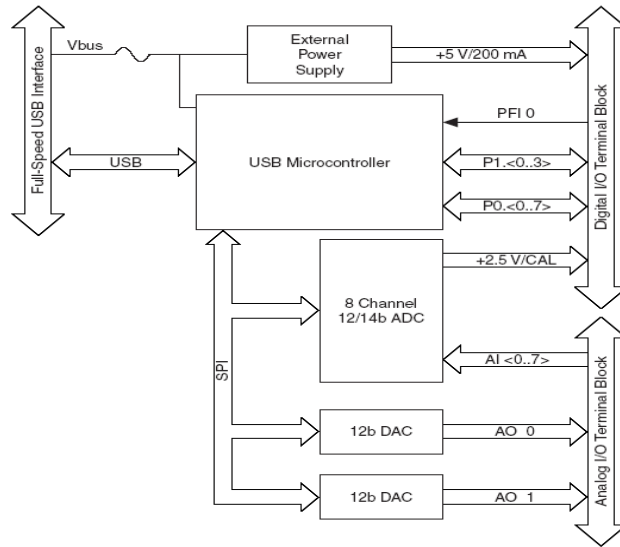 Full-Speed USB Interface
Vbus
External
Power
Supply
+5 V/200 mA
Digital I/O Terminal Block
USB
USB Microcontroller
PFI 0
P1.<0..3>
P0.<0..7>
+2.5 V/CAL
8 Channel
12/14b ADC
SPI
AI <0..7>
Analog I/O Terminal Block
12b DAC
AO 0
12b DAC
AO 1